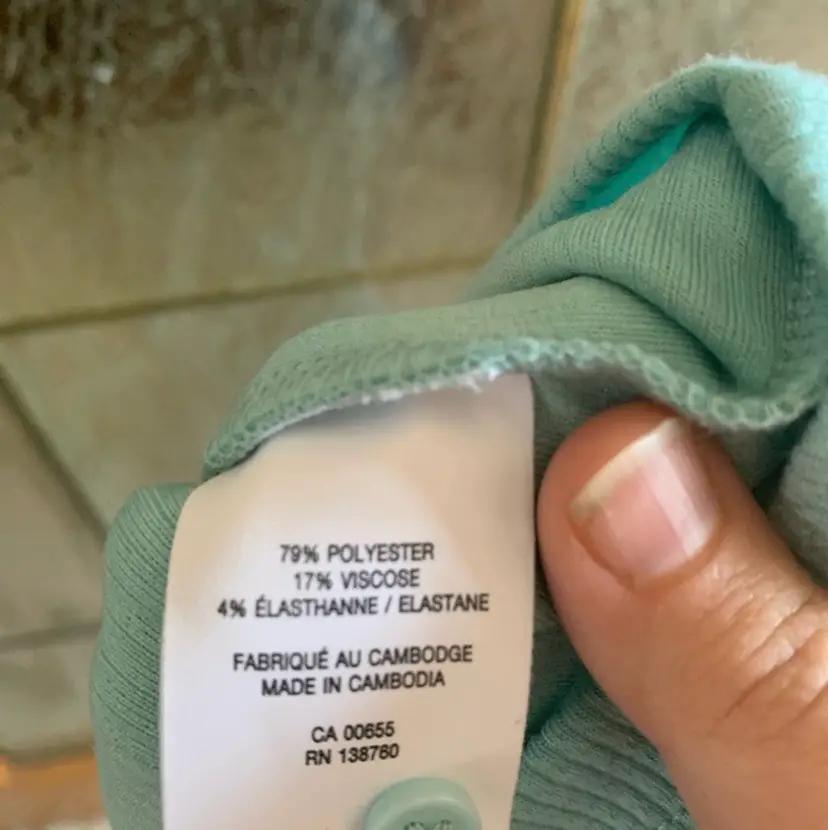 79% POLYESTER
17% VISCOSE
4% ÉLASTHANNE / ELASTANE
FABRIQUÉ AU CAMBODGE
MADE IN CAMBODIA
CA 00655
RN 138760